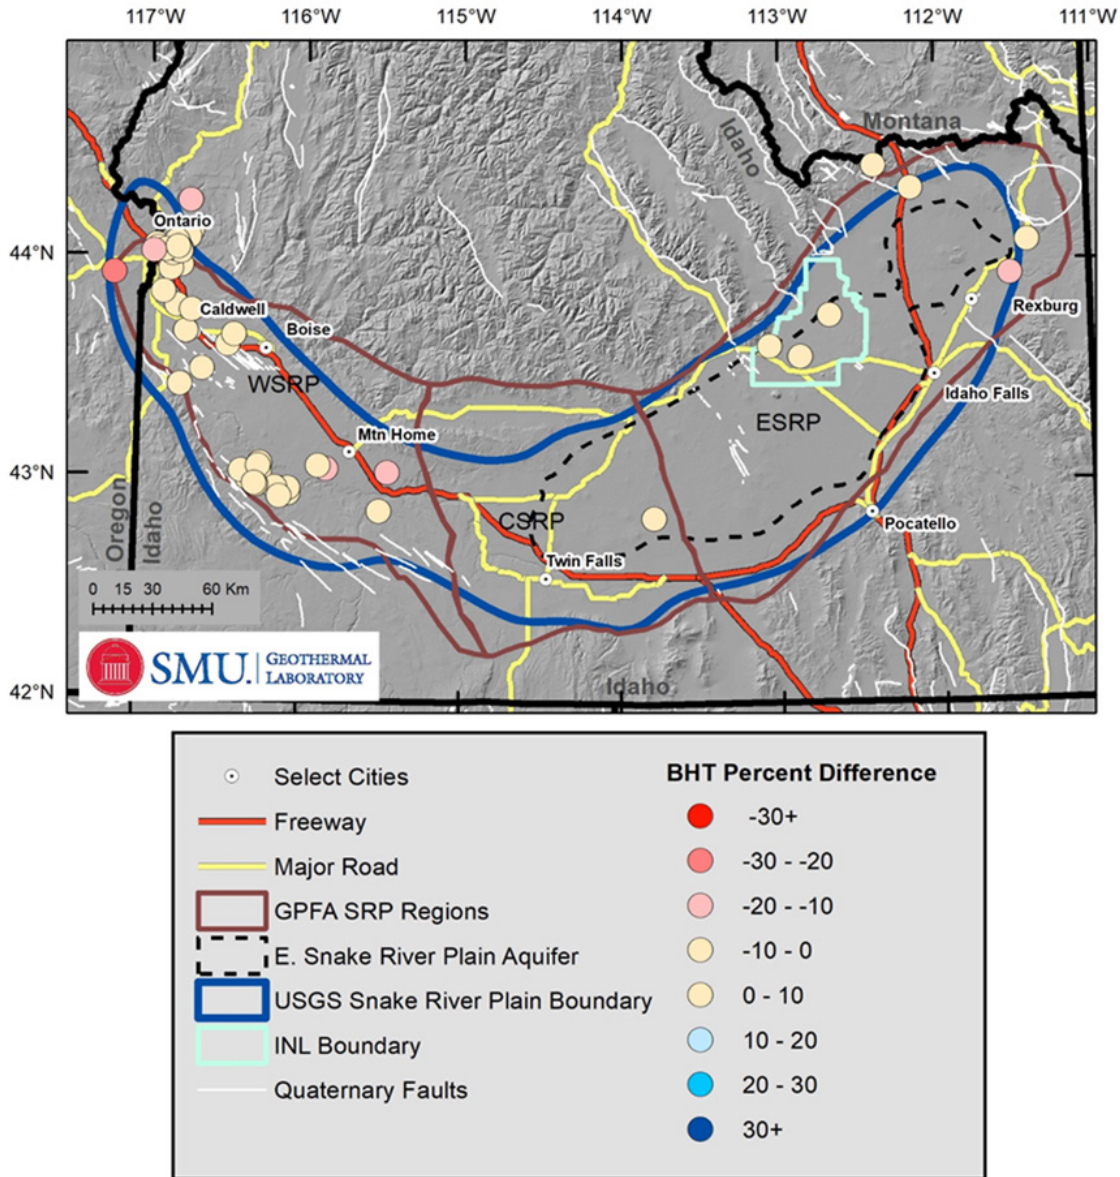 117°W 116°W 115°W 114°W 113°W 112°W 111°W
Montana
Idaho
Ontario
44°N
Caldwell
Boise
Rexburg
WSRP
Idaho Falls
ESRP
Mtn Home
43°N
CSRP
Pocatello
Oregon
Idaho
Twin Falls
0 15 30 60 Km
SMU. GEOTHERMAL
LABORATORY
Idaho
42°N
Select Cities
Freeway
Major Road
GPFA SRP Regions
E. Snake River Plain Aquifer
USGS Snake River Plain Boundary
INL Boundary
Quaternary Faults
BHT Percent Difference
-30+
-30 - -20
-20 - -10
-10 - 0
0 - 10
10 - 20
20 - 30
30+